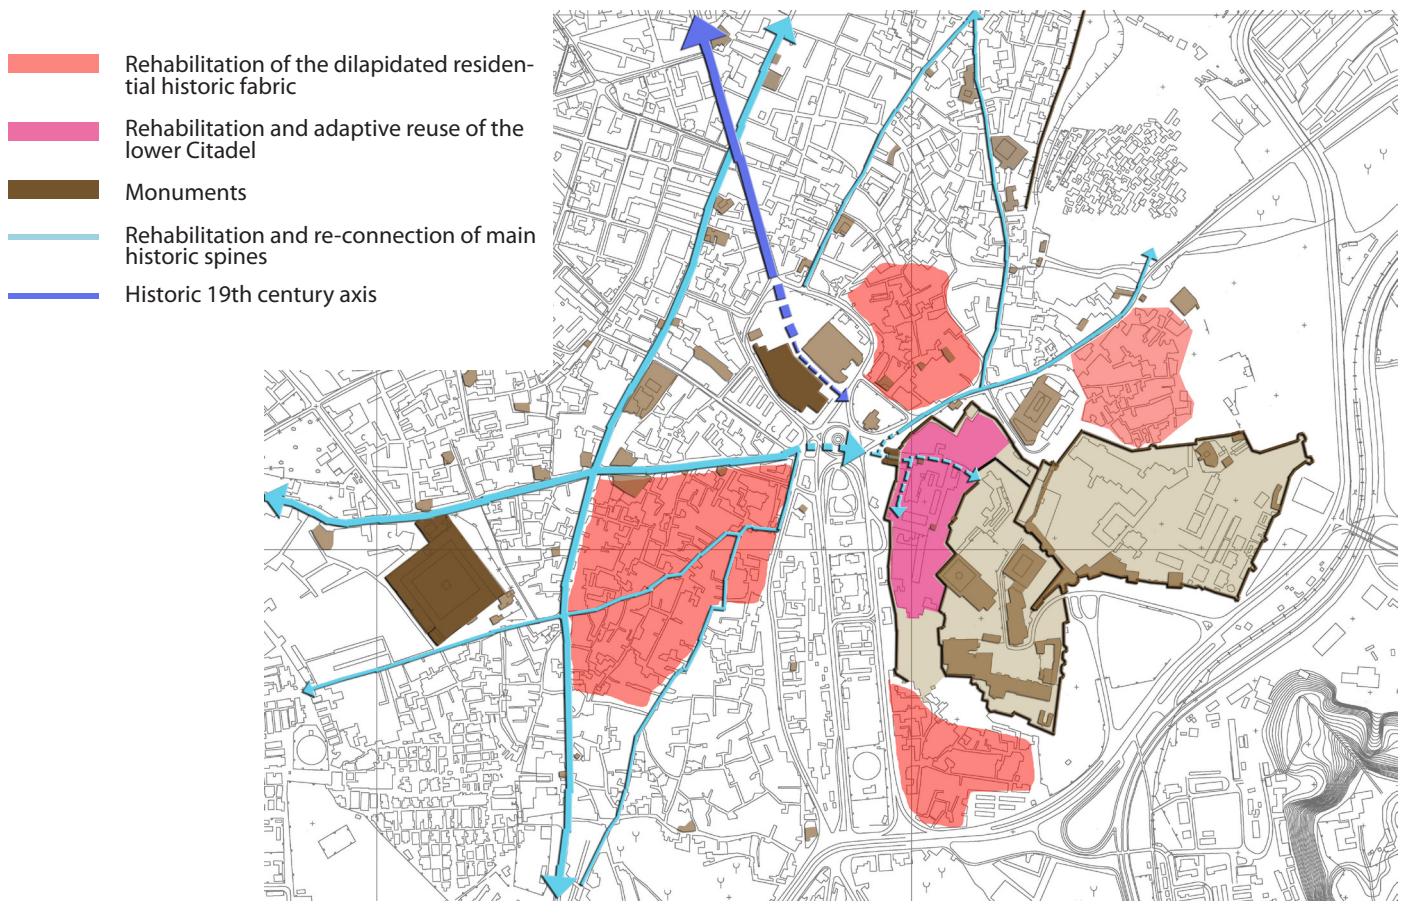 Rehabilitation of the dilapidated residen-
tial historic fabric
Rehabilitation and adaptive reuse of the
lower Citadel
Monuments
Rehabilitation and re-connection of main
historic spines
Historic 19th century axis